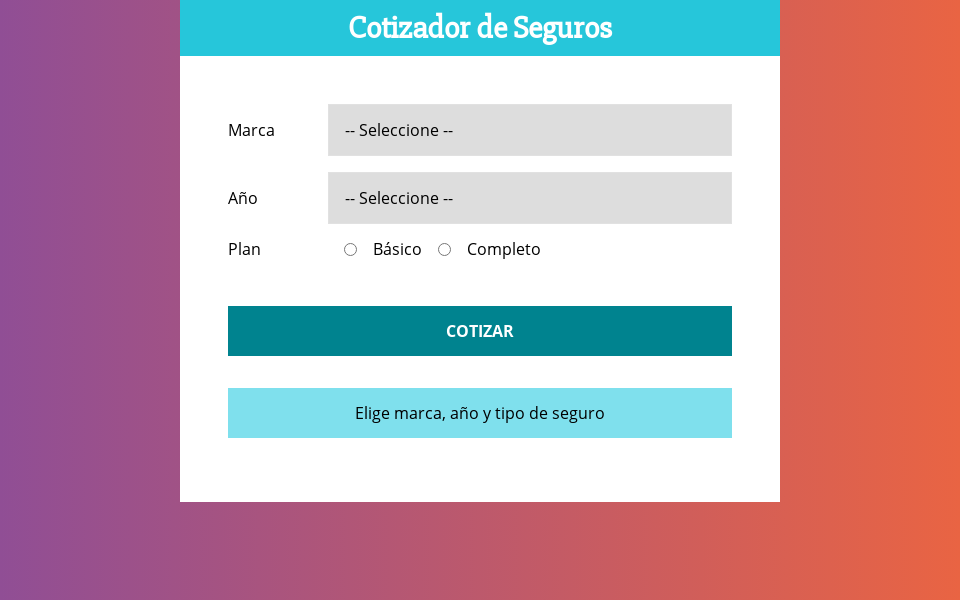 Cotizador de Seguros
Marca
-- Seleccione --
Año
-- Seleccione --
Plan Básico Completo
COTIZAR
Elige marca, año y tipo de seguro